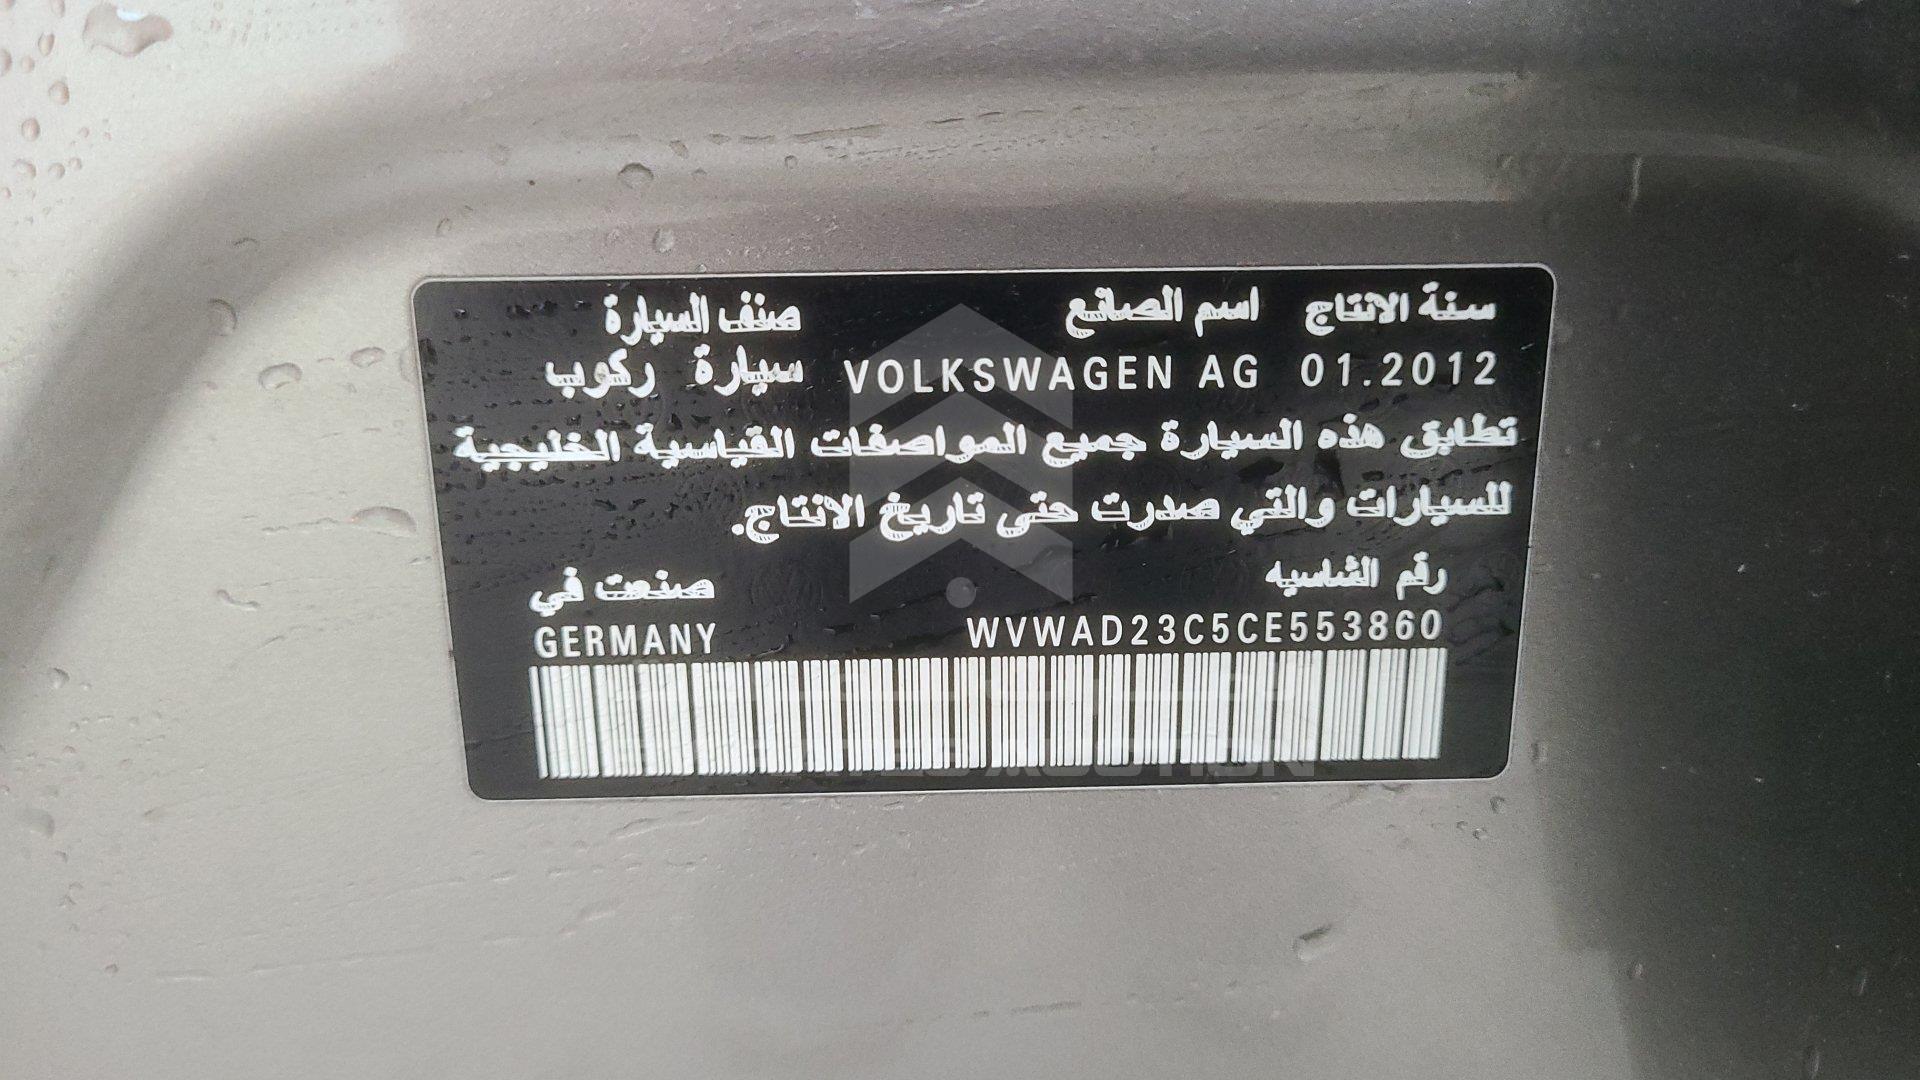 سنة الانتاج اسم الصانع صنف السيارة
01.2012 VOLKSWAGEN AG سيارة ركوب
تطابق هذه السيارة جميع المواصفات القياسية الخليجية
للسيارات والتي صدرت حتى تاريخ الانتاج.
رقم الشاسيه صنعت في
WVWAD23C5CE553860 GERMANY